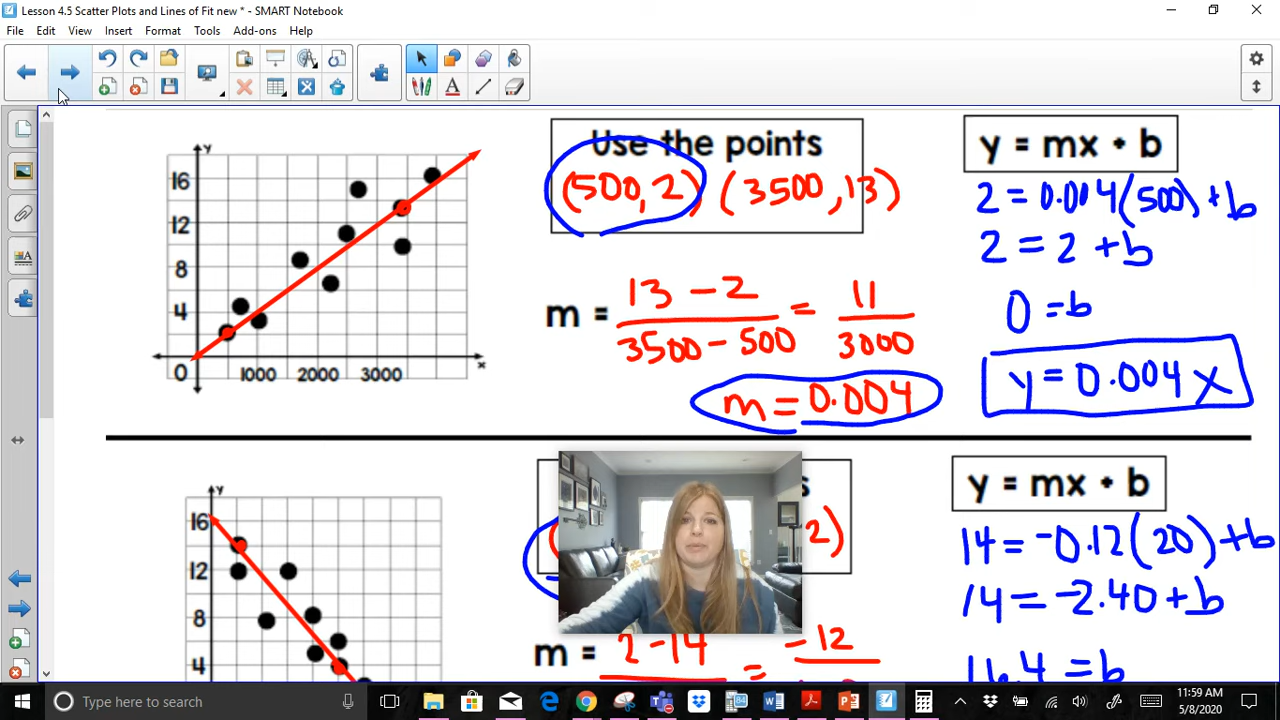 Lesson 4.5 Scatter Plots and Lines of Fit new * - SMART Notebook
File Edit View Insert Format Tools Add-ons Help
Use the points
(500,2) (3500,13)
m = 13 - 2 / 3500 - 500 = 11 / 3000
m = 0.004
y = mx + b
2 = 0.004(500) + b
2 = 2 + b
0 = b
y = 0.004x
y
16
12
8
4
0
1000 2000 3000 x
y
16
12
8
4
s
2)
m = 2 - 14 = -12
y = mx + b
14 = -0.12(20) + b
14 = -2.40 + b
16.4 = b
Type here to search
11:59 AM
5/8/2020